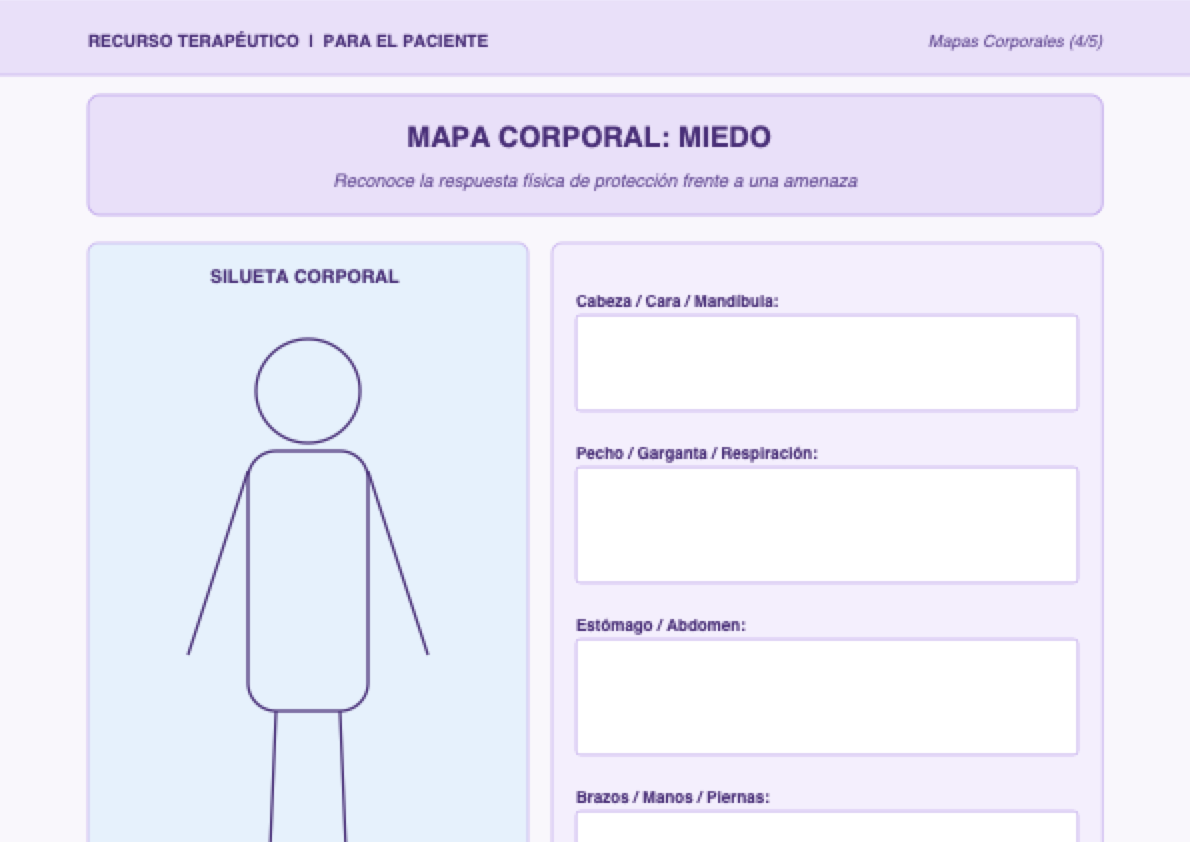 RECURSO TERAPÉUTICO | PARA EL PACIENTE
Mapas Corporales (4/5)
MAPA CORPORAL: MIEDO
Reconoce la respuesta física de protección frente a una amenaza
SILUETA CORPORAL
Cabeza / Cara / Mandíbula:
Pecho / Garganta / Respiración:
Estómago / Abdomen:
Brazos / Manos / Piernas: